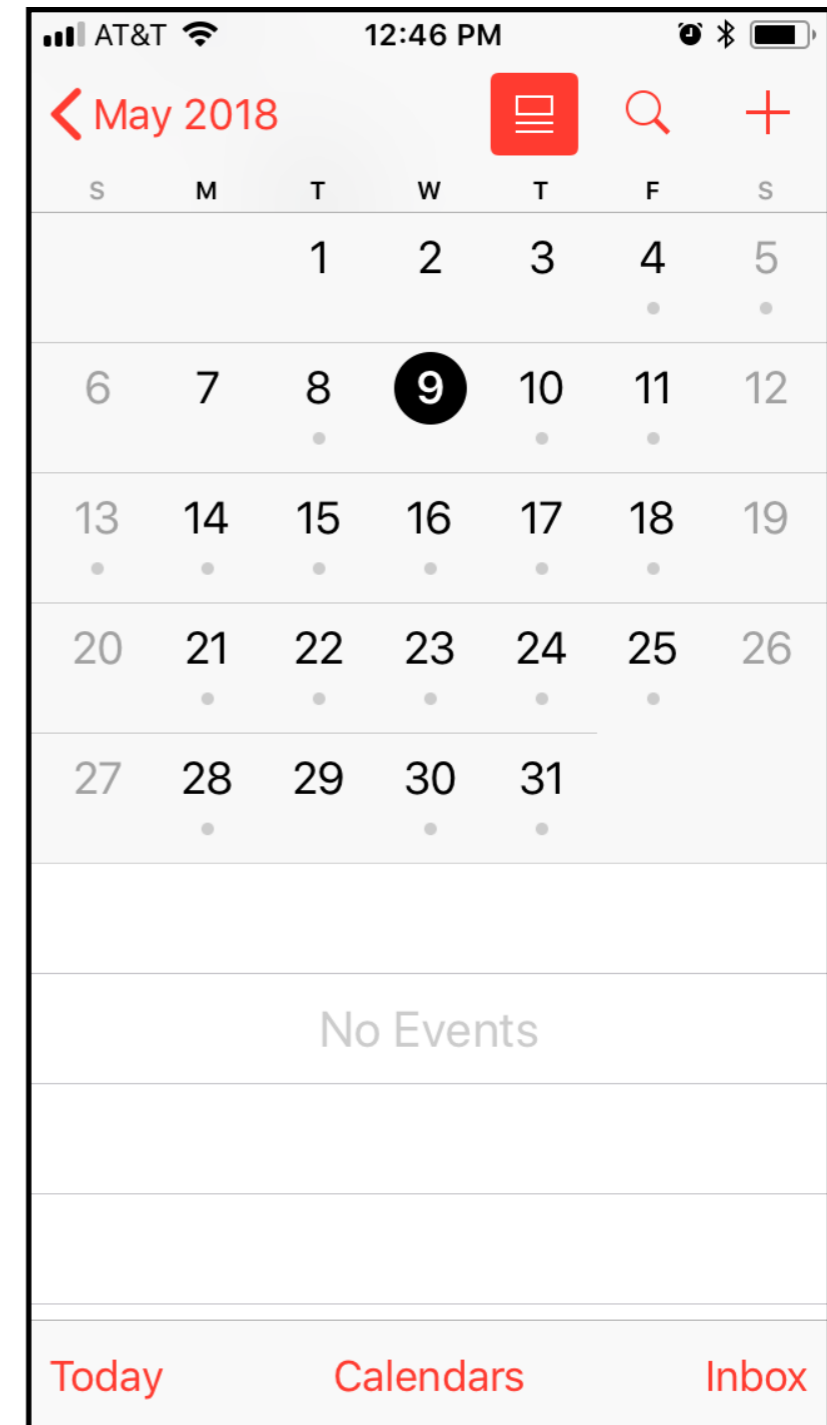 AT&T 12:46 PM
May 2018
S M T W T F S
1 2 3 4 5
6 7 8 9 10 11 12
13 14 15 16 17 18 19
20 21 22 23 24 25 26
27 28 29 30 31
No Events
Today Calendars Inbox